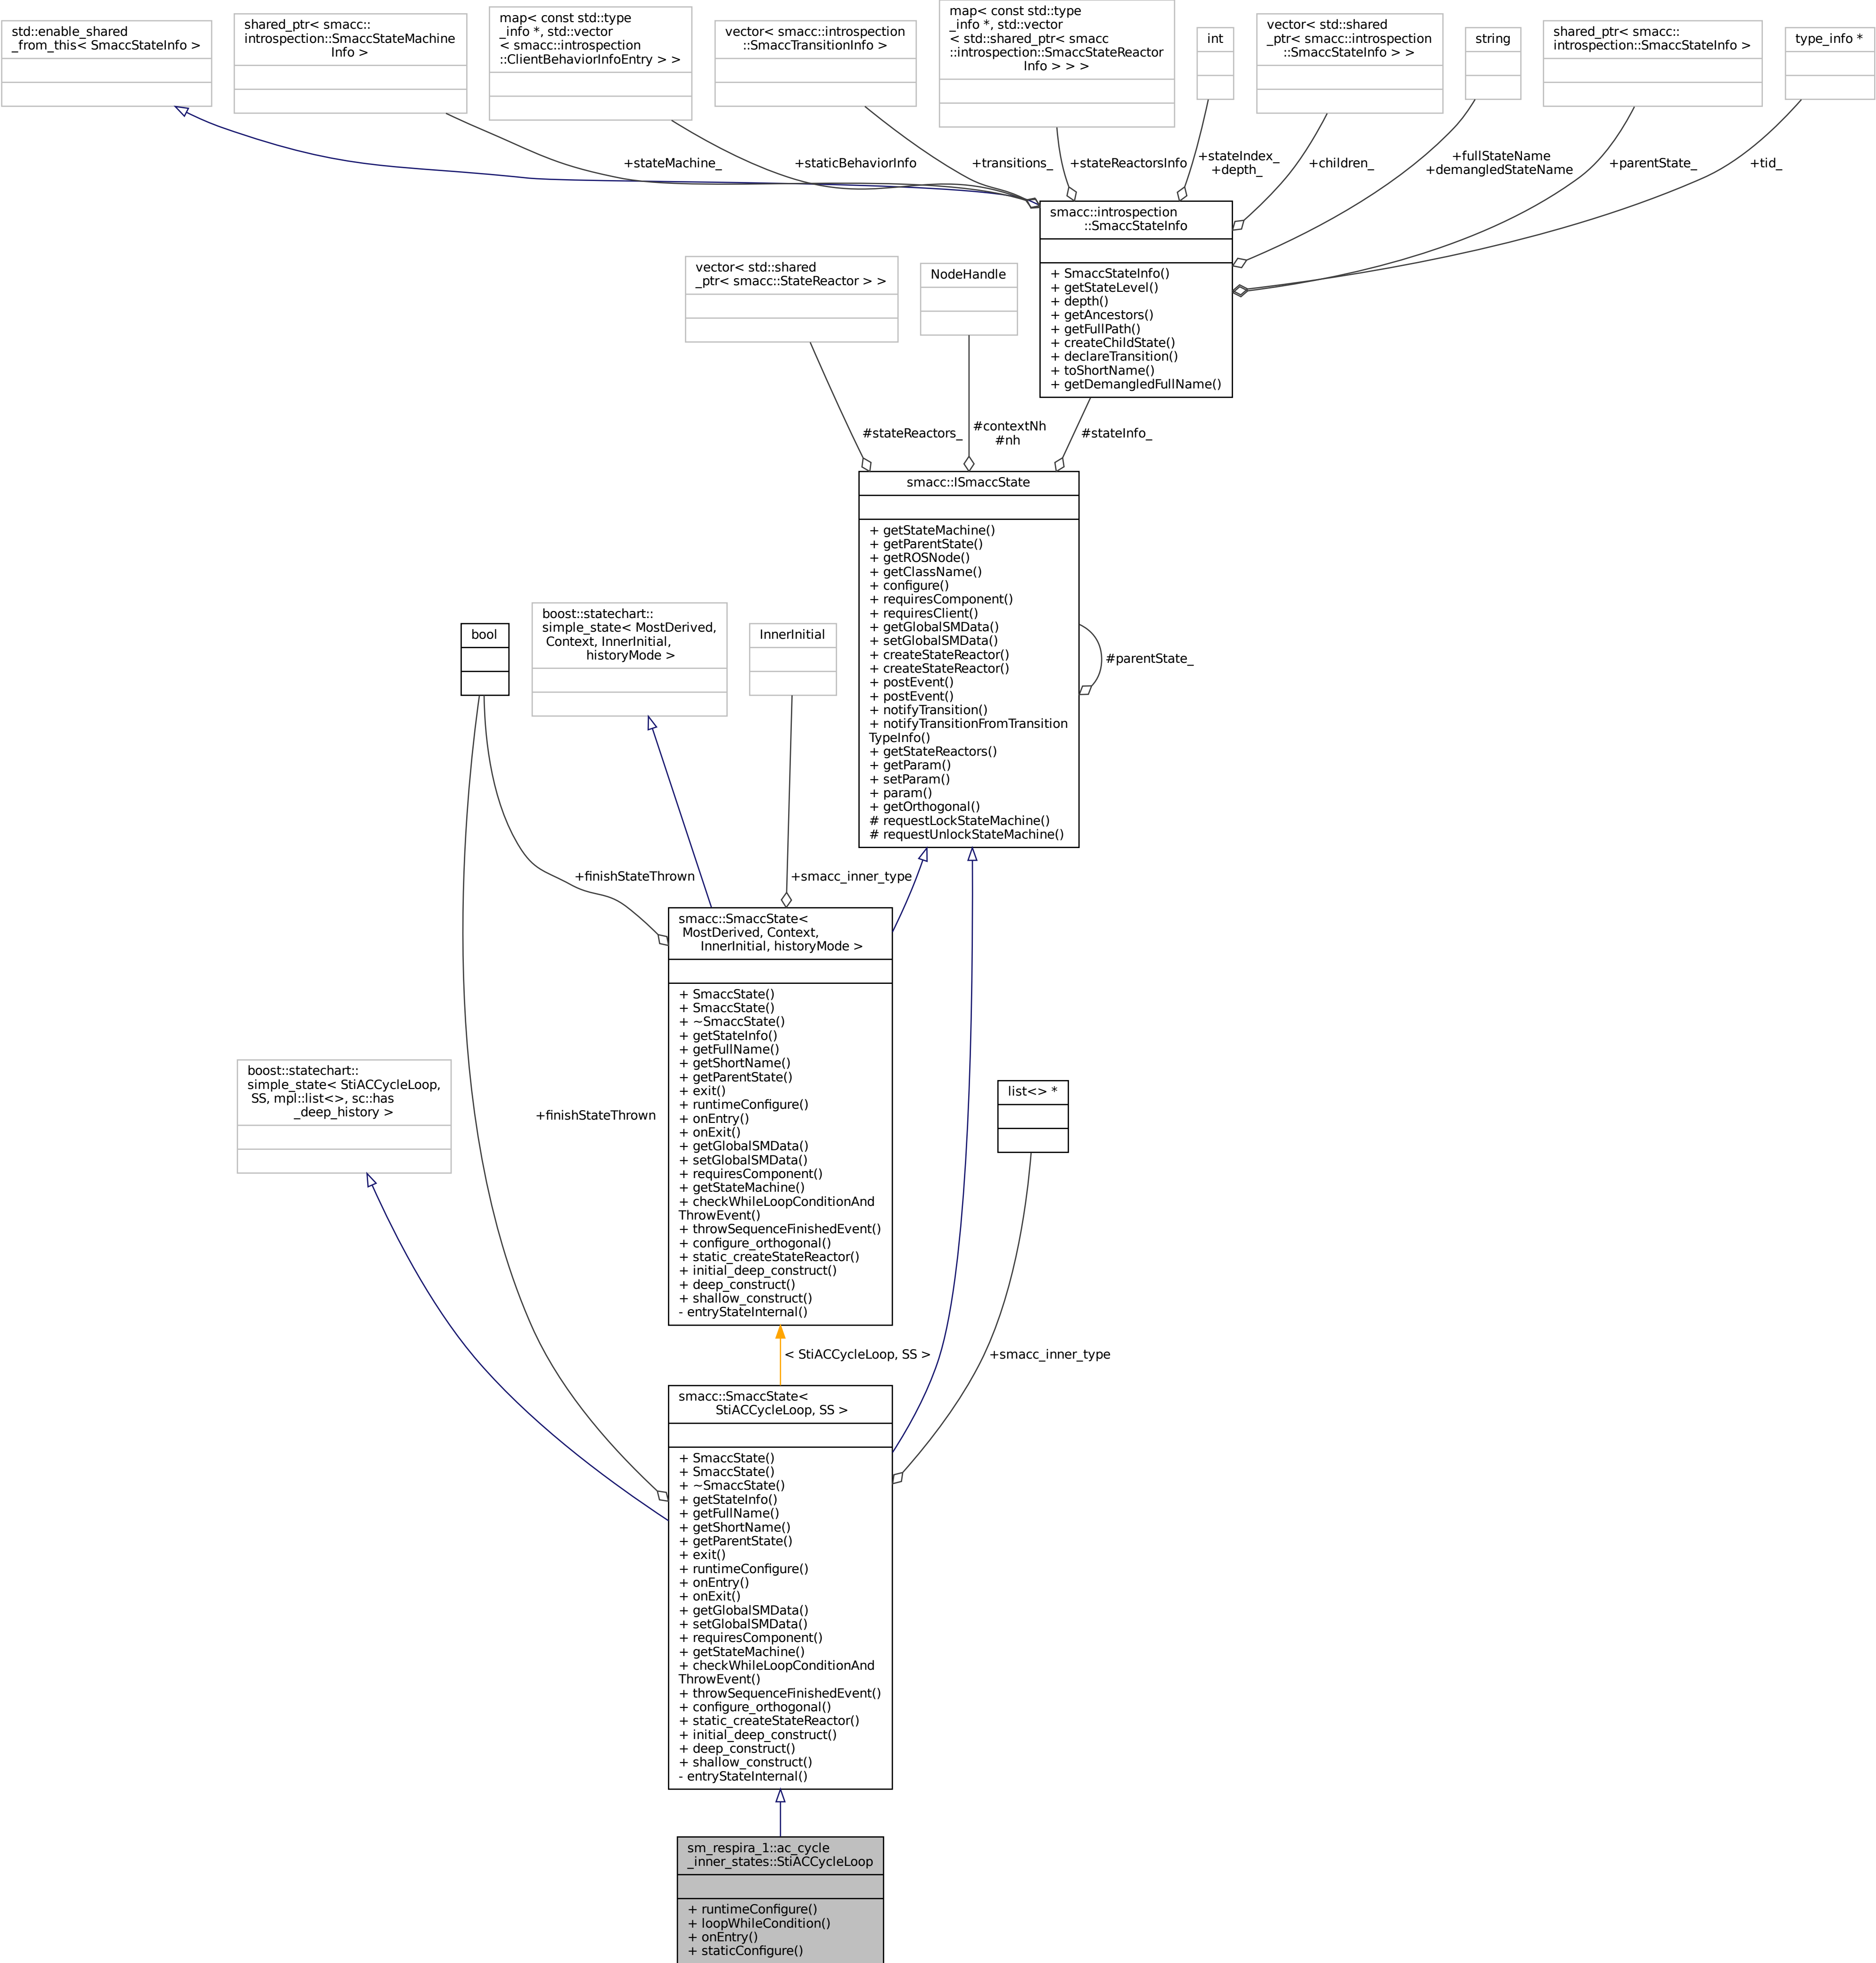 std::enable_shared
_from_this< SmaccStateInfo >
shared_ptr< smacc::
introspection::SmaccStateMachine
Info >
map< const std::type
_info *, std::vector
< smacc::introspection
::ClientBehaviorInfoEntry > >
vector< smacc::introspection
::SmaccTransitionInfo >
map< const std::type
_info *, std::vector
< std::shared_ptr< smacc
::introspection::SmaccStateReactor
Info > > >
int
vector< std::shared
_ptr< smacc::introspection
::SmaccStateInfo > >
string
shared_ptr< smacc::
introspection::SmaccStateInfo >
type_info *
+stateMachine_
+staticBehaviorInfo
+transitions_
+stateReactorsInfo
+stateIndex_
+depth_
+children_
+fullStateName
+demangledStateName
+parentState_
+tid_
smacc::introspection
::SmaccStateInfo
+ SmaccStateInfo()
+ getStateLevel()
+ depth()
+ getAncestors()
+ getFullPath()
+ createChildState()
+ declareTransition()
+ toShortName()
+ getDemangledFullName()
vector< std::shared
_ptr< smacc::StateReactor > >
NodeHandle
#stateReactors_
#contextNh
#nh
#stateInfo_
smacc::ISmaccState
+ getStateMachine()
+ getParentState()
+ getROSNode()
+ getClassName()
+ configure()
+ requiresComponent()
+ requiresClient()
+ getGlobalSMData()
+ setGlobalSMData()
+ createStateReactor()
+ createStateReactor()
+ postEvent()
+ postEvent()
+ notifyTransition()
+ notifyTransitionFromTransition
TypeInfo()
+ getStateReactors()
+ getParam()
+ setParam()
+ param()
+ getOrthogonal()
# requestLockStateMachine()
# requestUnlockStateMachine()
#parentState_
bool
boost::statechart::
simple_state< MostDerived,
Context, InnerInitial,
historyMode >
InnerInitial
+finishStateThrown
+smacc_inner_type
smacc::SmaccState<
MostDerived, Context,
InnerInitial, historyMode >
+ SmaccState()
+ SmaccState()
+ ~SmaccState()
+ getStateInfo()
+ getFullName()
+ getShortName()
+ getParentState()
+ exit()
+ runtimeConfigure()
+ onEntry()
+ onExit()
+ getGlobalSMData()
+ setGlobalSMData()
+ requiresComponent()
+ getStateMachine()
+ checkWhileLoopConditionAnd
ThrowEvent()
+ throwSequenceFinishedEvent()
+ configure_orthogonal()
+ static_createStateReactor()
+ initial_deep_construct()
+ deep_construct()
+ shallow_construct()
- entryStateInternal()
boost::statechart::
simple_state< StiACCycleLoop,
SS, mpl::list<>, sc::has
_deep_history >
+finishStateThrown
list<> *
< StiACCycleLoop, SS >
+smacc_inner_type
smacc::SmaccState<
StiACCycleLoop, SS >
+ SmaccState()
+ SmaccState()
+ ~SmaccState()
+ getStateInfo()
+ getFullName()
+ getShortName()
+ getParentState()
+ exit()
+ runtimeConfigure()
+ onEntry()
+ onExit()
+ getGlobalSMData()
+ setGlobalSMData()
+ requiresComponent()
+ getStateMachine()
+ checkWhileLoopConditionAnd
ThrowEvent()
+ throwSequenceFinishedEvent()
+ configure_orthogonal()
+ static_createStateReactor()
+ initial_deep_construct()
+ deep_construct()
+ shallow_construct()
- entryStateInternal()
sm_respira_1::ac_cycle
_inner_states::StiACCycleLoop
+ runtimeConfigure()
+ loopWhileCondition()
+ onEntry()
+ staticConfigure()